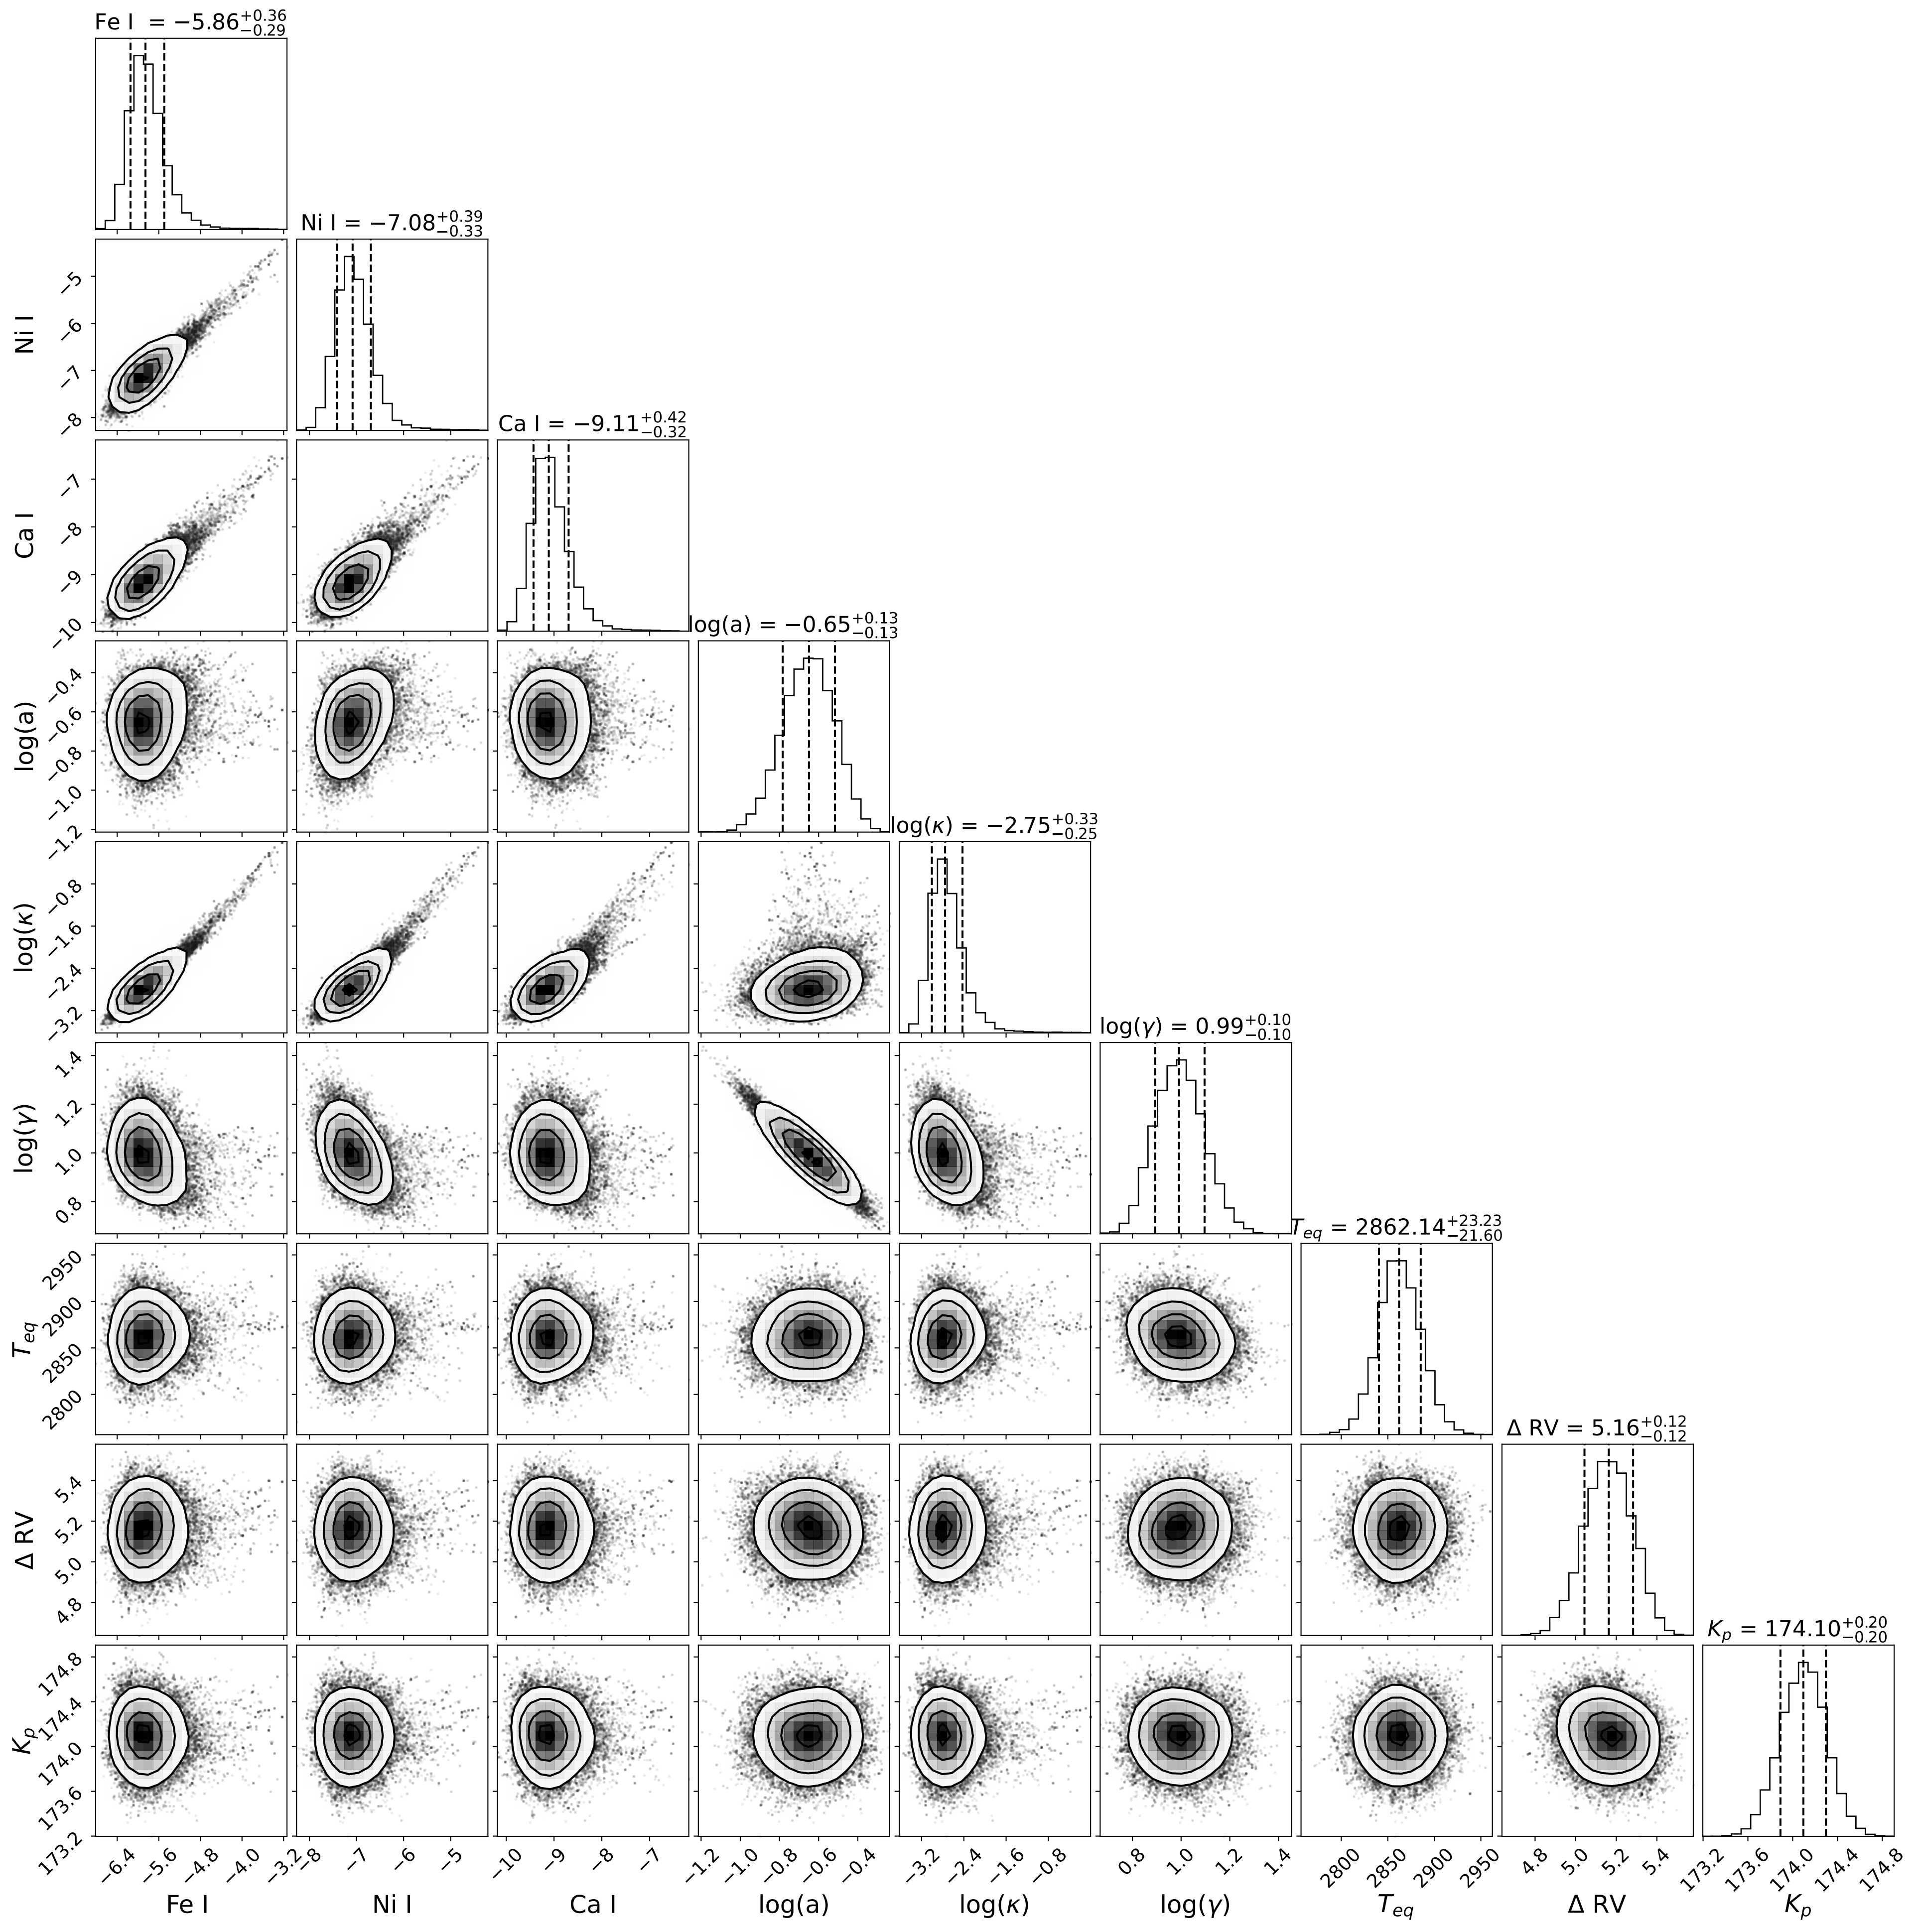 Fe I = −5.86+0.36 −0.29
Ni I = −7.08+0.39 −0.33
Ni I
−5
−6
−7
−8
Ca I = −9.11+0.42 −0.32
Ca I
−7
−8
−9
−10
log(a) = −0.65+0.13 −0.13
log(a)
−0.4
−0.6
−0.8
−1.0
−1.2
log(κ) = −2.75+0.33 −0.25
log(κ)
−0.8
−1.6
−2.4
−3.2
log(γ) = 0.99+0.10 −0.10
log(γ)
1.4
1.2
1.0
0.8
Teq = 2862.14+23.23 −21.60
Teq
2950
2900
2850
2800
Δ RV = 5.16+0.12 −0.12
Δ RV
5.4
5.2
5.0
4.8
Kp = 174.10+0.20 −0.20
Kp
174.8
174.4
174.0
173.6
173.2
−6.4 −5.6 −4.8 −4.0 −3.2 −8 −7 −6 −5 −10 −9 −8 −7 −1.2 −1.0 −0.8 −0.6 −0.4 −3.2 −2.4 −1.6 −0.8 0.8 1.0 1.2 1.4 2800 2850 2900 2950 4.8 5.0 5.2 5.4 173.2 173.6 174.0 174.4 174.8
Fe I Ni I Ca I log(a) log(κ) log(γ) Teq Δ RV Kp